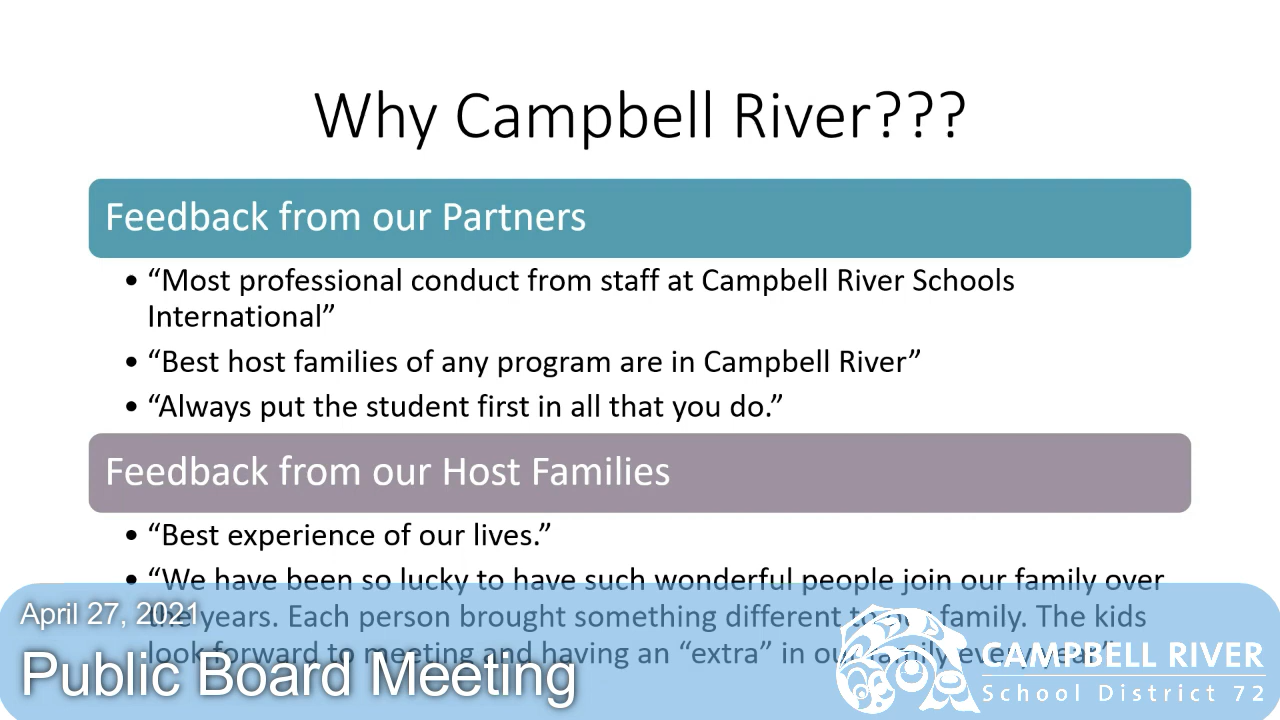 Why Campbell River???
Feedback from our Partners
• “Most professional conduct from staff at Campbell River Schools
International”
• “Best host families of any program are in Campbell River”
• “Always put the student first in all that you do.”
Feedback from our Host Families
• “Best experience of our lives.”
• “We have been so lucky to have such wonderful people join our family over
the years. Each person brought something different to our family. The kids
look forward to meeting and having an “extra” in our family every year.”
April 27, 2021
Public Board Meeting
CAMPBELL RIVER
School District 72